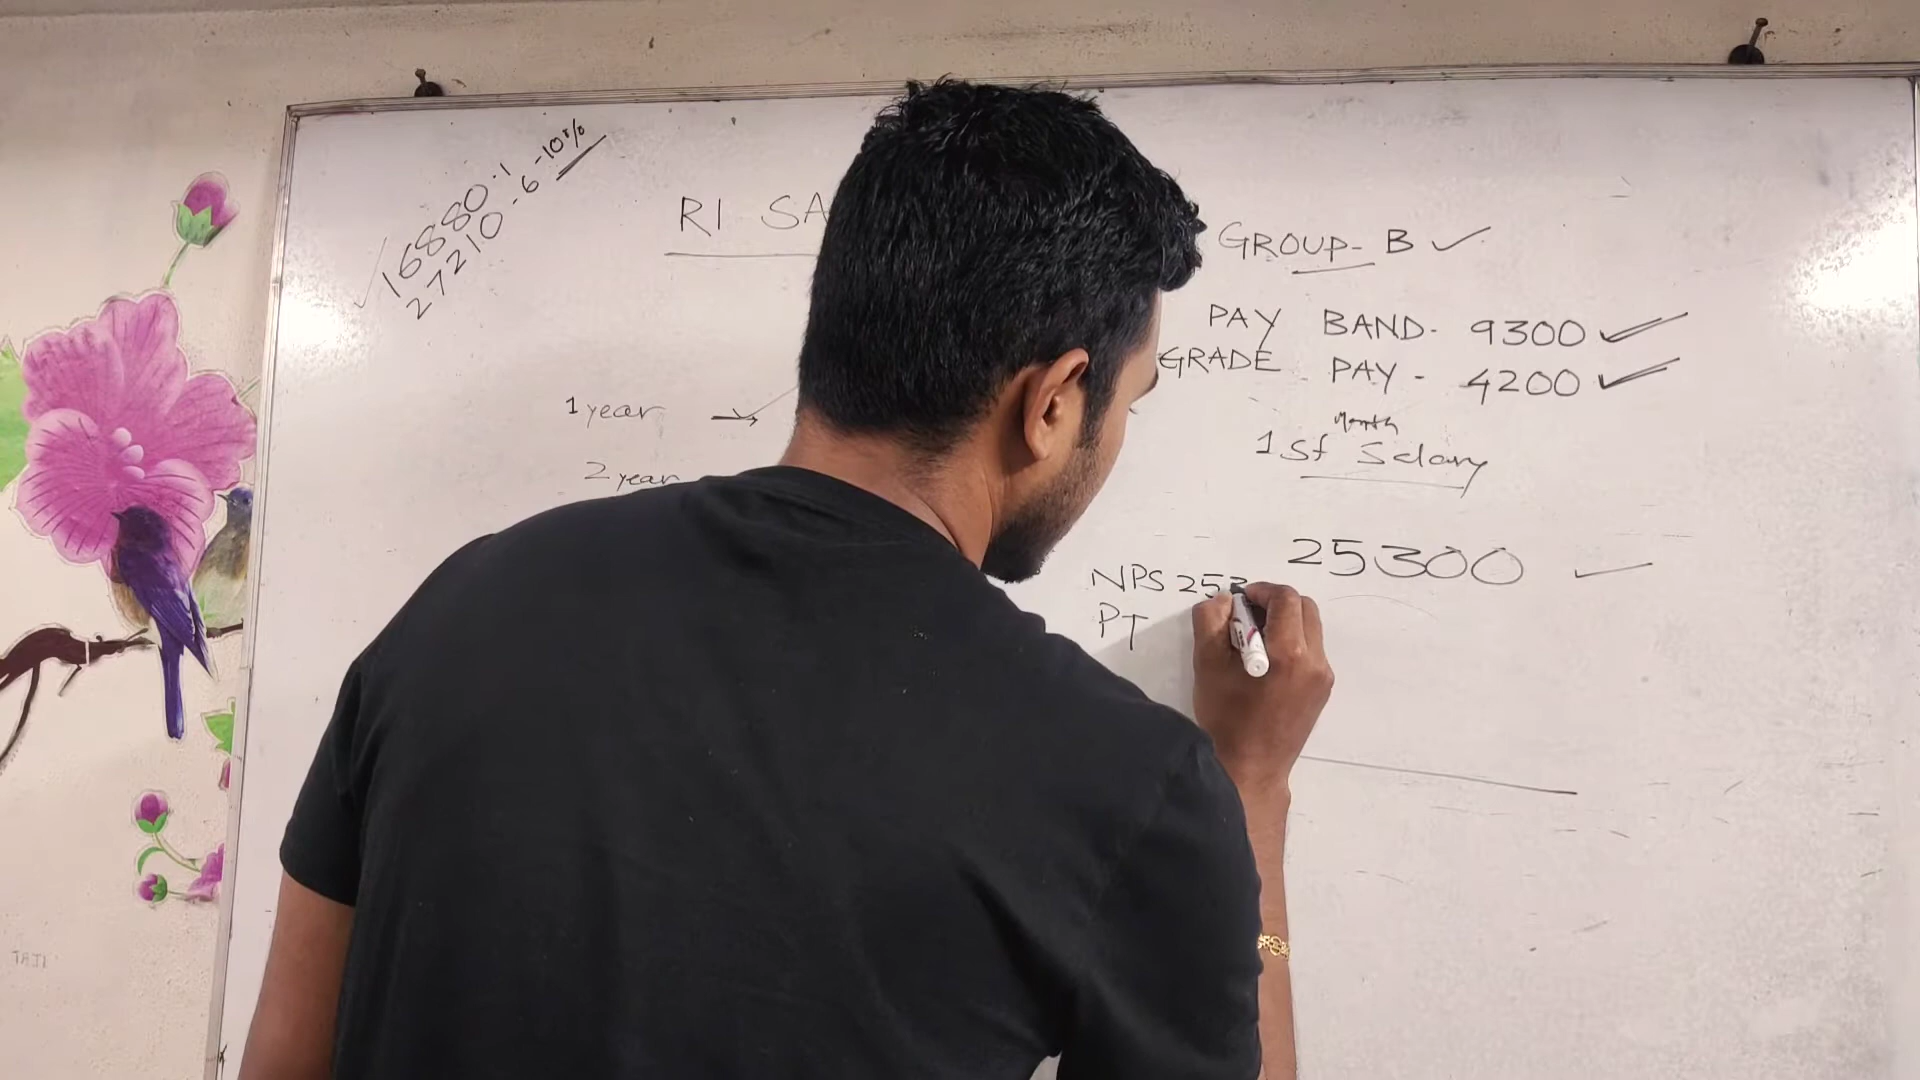 16880.1
27210 - 6 -10%
RI SA
GROUP- B
PAY BAND- 9300
GRADE PAY - 4200
1 year
Month
1st Salary
2 year
25300
NPS 253
PT